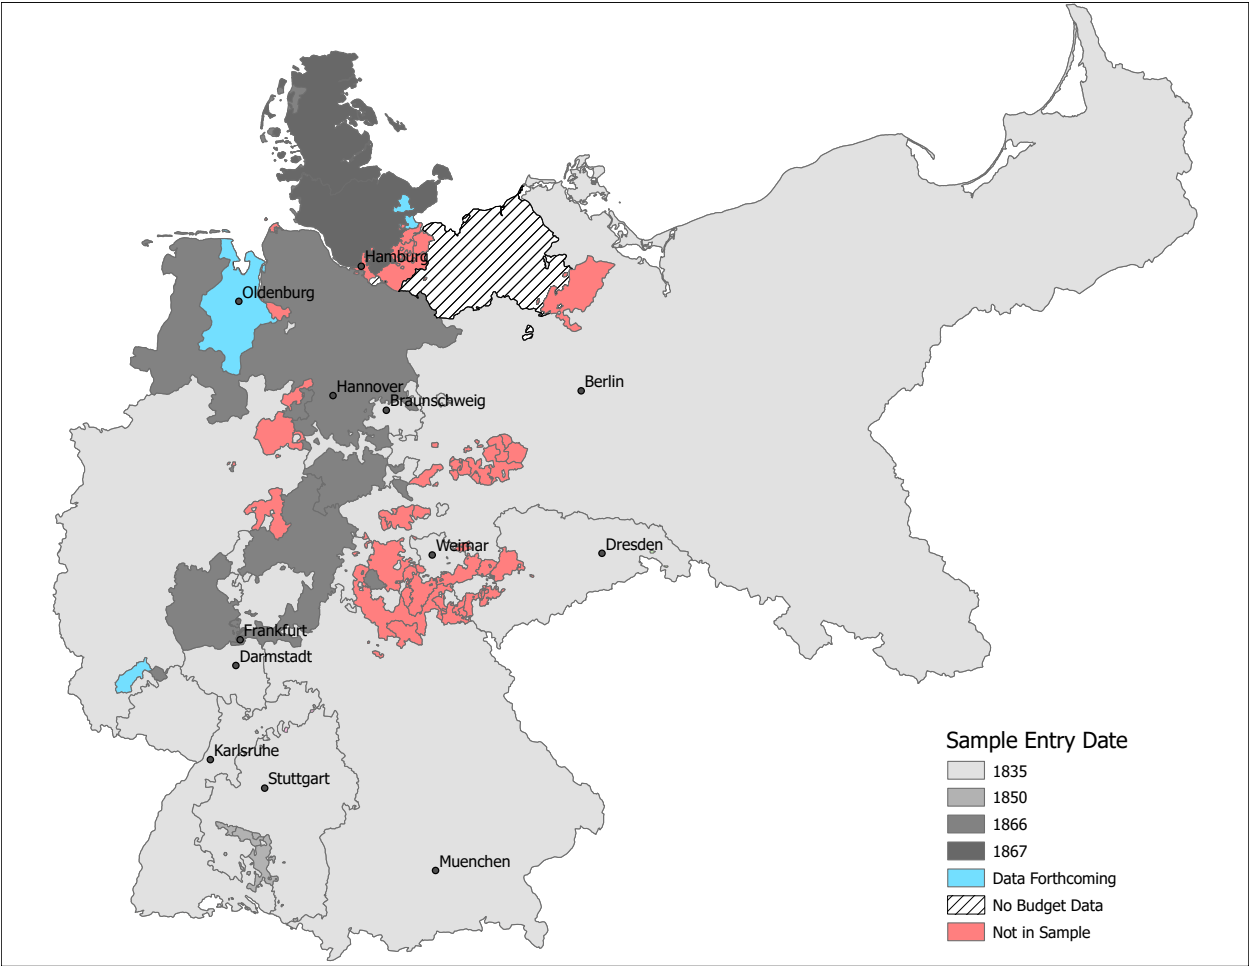 Hamburg
Oldenburg
Hannover
Braunschweig
Berlin
Weimar
Dresden
Frankfurt
Darmstadt
Karlsruhe
Stuttgart
Muenchen
Sample Entry Date
1835
1850
1866
1867
Data Forthcoming
No Budget Data
Not in Sample